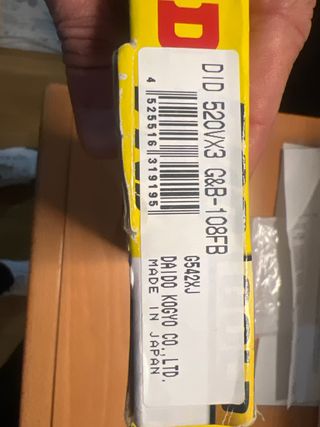 DID 520VX3 G&B-108FB
4 525516 319195
G542XJ
DAIDO KOGYO CO.,LTD.
MADE IN JAPAN